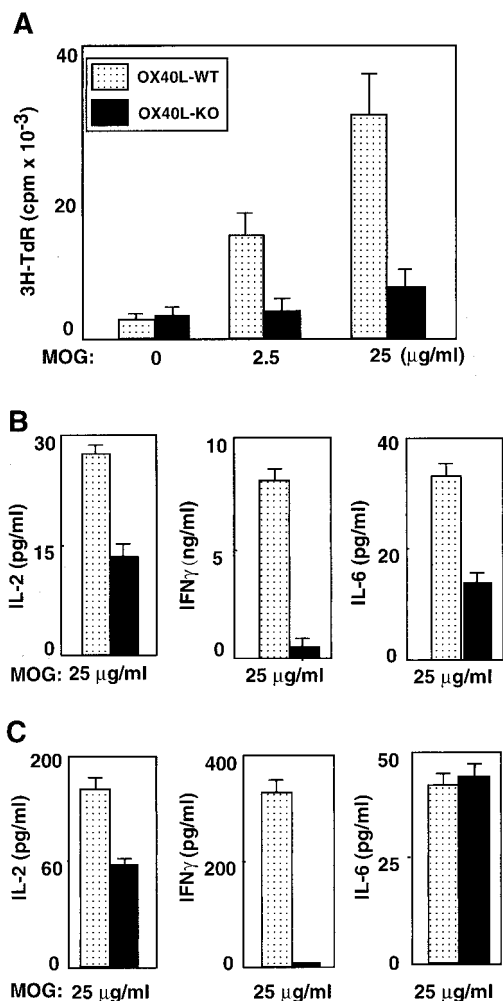 A
40
20
0
3H-TdR (cpm x 10-3)
OX40L-WT
OX40L-KO
MOG: 0 2.5 25 (μg/ml)
B
30
15
0
IL-2 (pg/ml)
10
5
0
IFNγ (ng/ml)
40
20
0
IL-6 (pg/ml)
MOG: 25 μg/ml 25 μg/ml 25 μg/ml
C
200
60
0
IL-2 (pg/ml)
400
200
0
IFNγ (pg/ml)
50
25
0
IL-6 (pg/ml)
MOG: 25 μg/ml 25 μg/ml 25 μg/ml